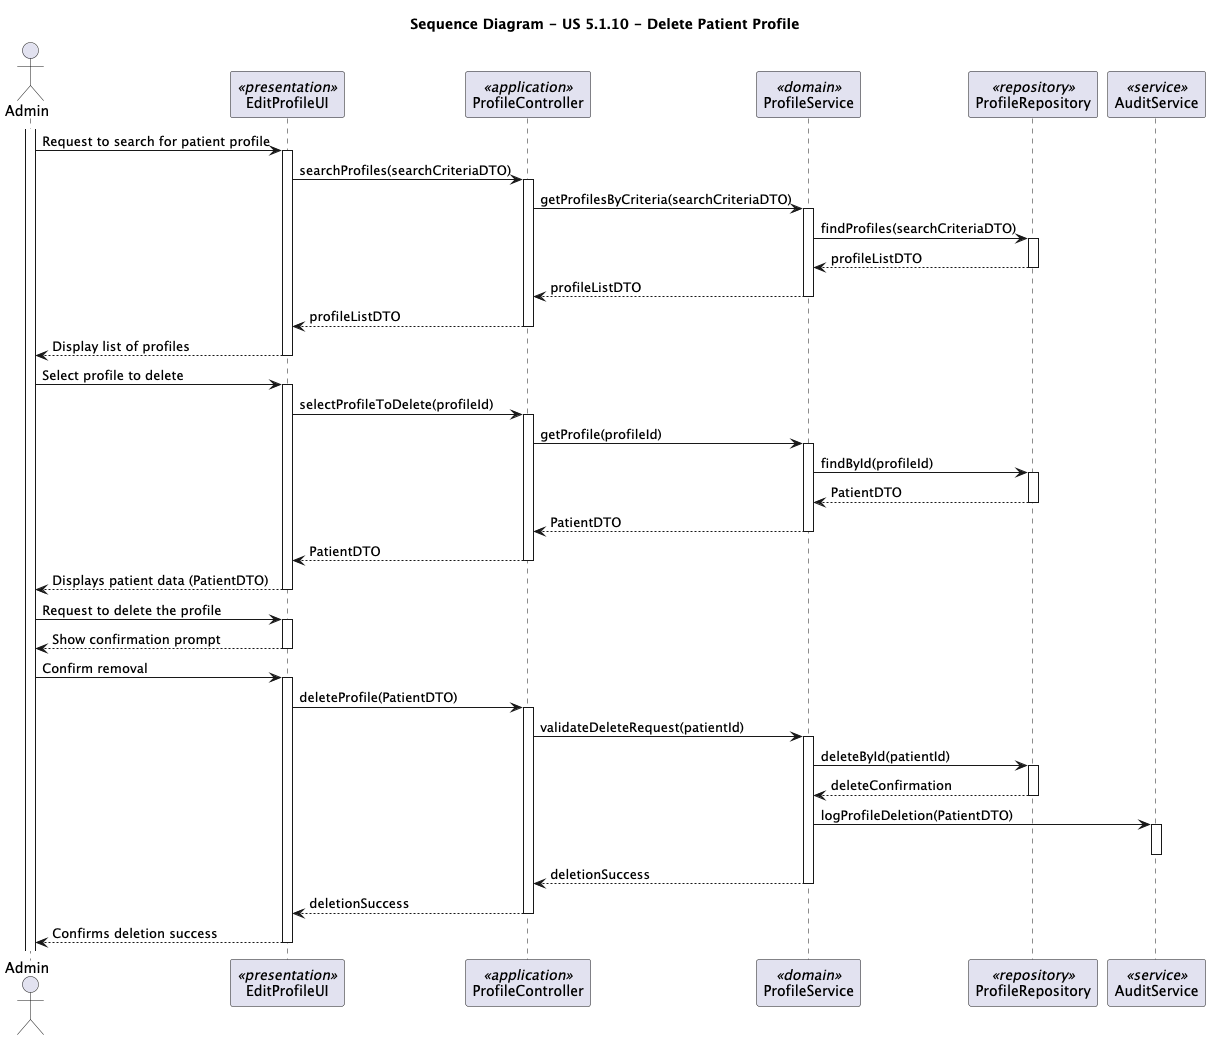 Sequence Diagram - US 5.1.10 - Delete Patient Profile
Admin
«presentation»
EditProfileUI
«application»
ProfileController
«domain»
ProfileService
«repository»
ProfileRepository
«service»
AuditService
Request to search for patient profile
searchProfiles(searchCriteriaDTO)
getProfilesByCriteria(searchCriteriaDTO)
findProfiles(searchCriteriaDTO)
profileListDTO
profileListDTO
profileListDTO
Display list of profiles
Select profile to delete
selectProfileToDelete(profileId)
getProfile(profileId)
findById(profileId)
PatientDTO
PatientDTO
PatientDTO
Displays patient data (PatientDTO)
Request to delete the profile
Show confirmation prompt
Confirm removal
deleteProfile(PatientDTO)
validateDeleteRequest(patientId)
deleteById(patientId)
deleteConfirmation
logProfileDeletion(PatientDTO)
deletionSuccess
deletionSuccess
Confirms deletion success
Admin
«presentation»
EditProfileUI
«application»
ProfileController
«domain»
ProfileService
«repository»
ProfileRepository
«service»
AuditService